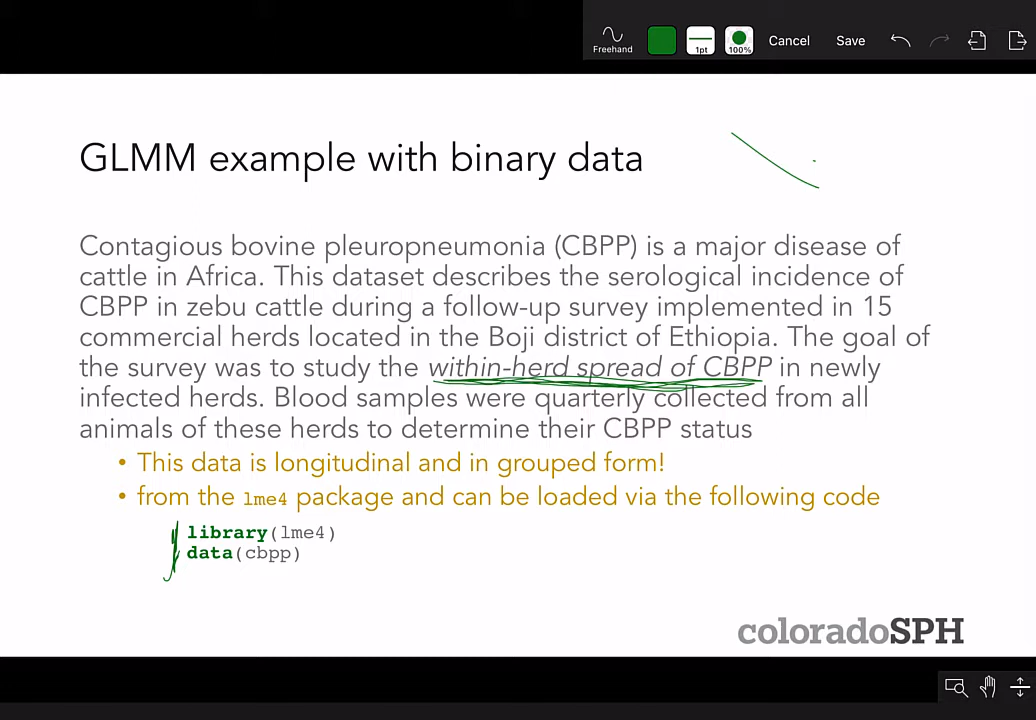 Freehand
1pt
100%
Cancel
Save
GLMM example with binary data
Contagious bovine pleuropneumonia (CBPP) is a major disease of
cattle in Africa. This dataset describes the serological incidence of
CBPP in zebu cattle during a follow-up survey implemented in 15
commercial herds located in the Boji district of Ethiopia. The goal of
the survey was to study the within-herd spread of CBPP in newly
infected herds. Blood samples were quarterly collected from all
animals of these herds to determine their CBPP status
• This data is longitudinal and in grouped form!
• from the lme4 package and can be loaded via the following code
library(lme4)
data(cbpp)
coloradoSPH